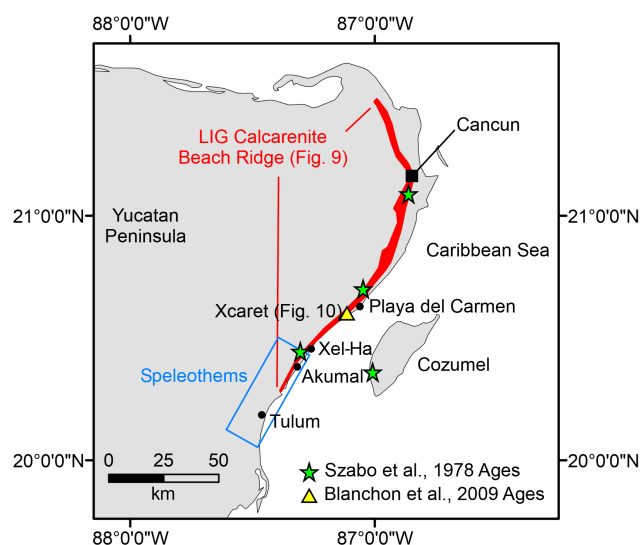 88°0'0"W
87°0'0"W
Cancun
LIG Calcarenite
Beach Ridge (Fig. 9)
21°0'0"N
21°0'0"N
Yucatan
Peninsula
Caribbean Sea
Xcaret (Fig. 10)
Playa del Carmen
Xel-Ha
Speleothems
Akumal
Cozumel
Tulum
20°0'0"N
20°0'0"N
0 25 50
km
Szabo et al., 1978 Ages
Blanchon et al., 2009 Ages
88°0'0"W
87°0'0"W